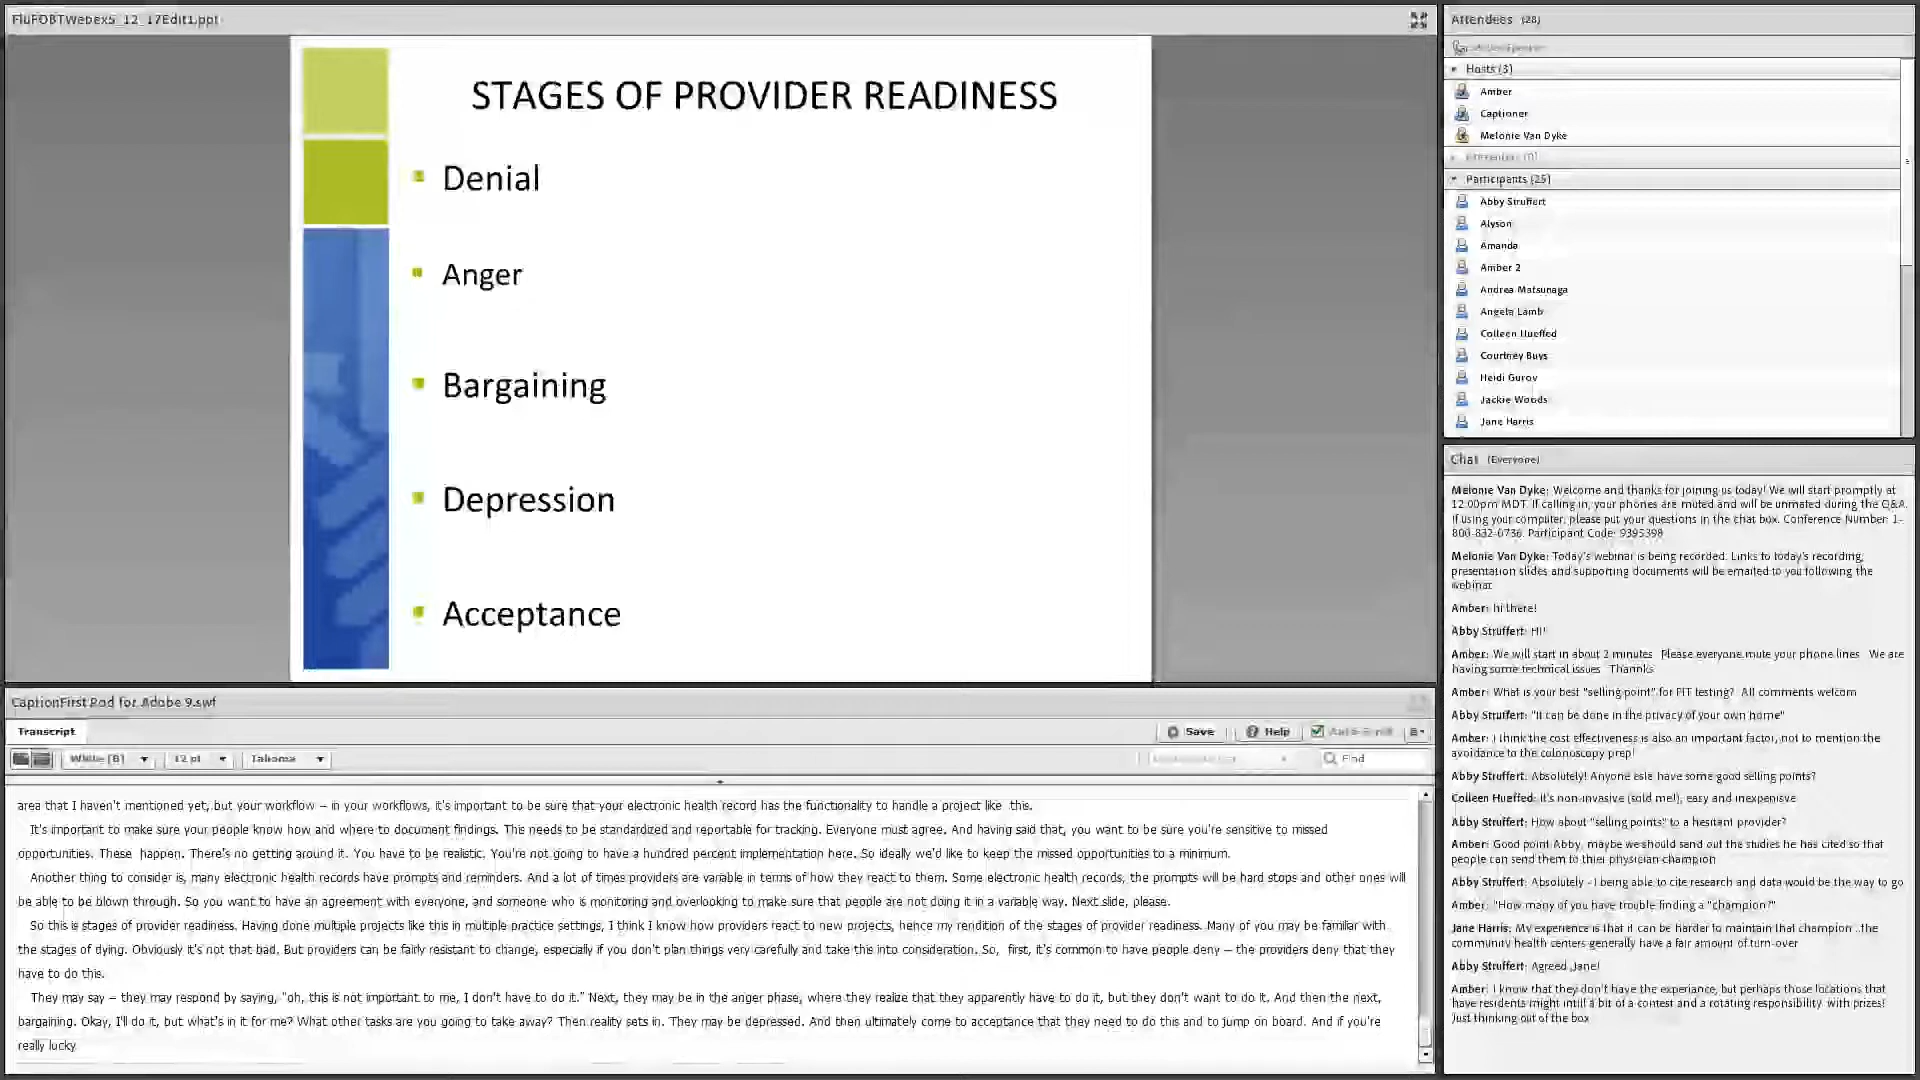 FluFOBTWebex5_12_17Edit1.ppt
STAGES OF PROVIDER READINESS
Denial
Anger
Bargaining
Depression
Acceptance
CaptionFirst Pod for Adobe 9.swf
Transcript
Save
Help
Auto-Scroll
White [B]
12 pt
Tahoma
Find
area that I haven't mentioned yet, but your workflow – in your workflows, it's important to be sure that your electronic health record has the functionality to handle a project like this.
It's important to make sure your people know how and where to document findings. This needs to be standardized and reportable for tracking. Everyone must agree. And having said that, you want to be sure you're sensitive to missed
opportunities. These happen. There's no getting around it. You have to be realistic. You're not going to have a hundred percent implementation here. So ideally we'd like to keep the missed opportunities to a minimum.
Another thing to consider is, many electronic health records have prompts and reminders. And a lot of times providers are variable in terms of how they react to them. Some electronic health records, the prompts will be hard stops and other ones will
be able to be blown through. So you want to have an agreement with everyone, and someone who is monitoring and overlooking to make sure that people are not doing it in a variable way. Next slide, please.
So this is stages of provider readiness. Having done multiple projects like this in multiple practice settings, I think I know how providers react to new projects, hence my rendition of the stages of provider readiness. Many of you may be familiar with
the stages of dying. Obviously it's not that bad. But providers can be fairly resistant to change, especially if you don't plan things very carefully and take this into consideration. So, first, it's common to have people deny – the providers deny that they
have to do this.
They may say – they may respond by saying, "oh, this is not important to me, I don't have to do it." Next, they may be in the anger phase, where they realize that they apparently have to do it, but they don't want to do it. And then the next,
bargaining. Okay, I'll do it, but what's in it for me? What other tasks are you going to take away? Then reality sets in. They may be depressed. And then ultimately come to acceptance that they need to do this and to jump on board. And if you're
really lucky
Attendees (28)
Hosts (3)
Amber
Captioner
Melonie Van Dyke
Participants (25)
Abby Struffert
Alyson
Amanda
Amber 2
Andrea Matsunaga
Angela Lamb
Colleen Hueffed
Courtney Buys
Heidi Gurov
Jackie Woods
Jane Harris
Chat (Everyone)
Melonie Van Dyke: Welcome and thanks for joining us today! We will start promptly at
12:00pm MDT. If calling in, your phones are muted and will be unmuted during the Q&A.
If using your computer, please put your questions in the chat box. Conference Number: 1-
800-832-0736. Participant Code: 9395398
Melonie Van Dyke: Today's webinar is being recorded. Links to today's recording,
presentation slides and supporting documents will be emailed to you following the
webinar.
Amber: hi there!
Abby Struffert: HI!
Amber: We will start in about 2 minutes Please everyone mute your phone lines We are
having some technical issues Thannks
Amber: What is your best "selling point" for FIT testing? All comments welcom
Abby Struffert: "It can be done in the privacy of your own home"
Amber: i think the cost effectiveness is also an important factor, not to mention the
avoidance to the colonoscopy prep!
Abby Struffert: Absolutely! Anyone esle have some good selling points?
Colleen Hueffed: it's non-invasive (sold me!), easy and inexpenisve
Abby Struffert: How about "selling points" to a hesitant provider?
Amber: Good point Abby, maybe we should send out the studies he has cited so that
people can send them to thier physician champion
Abby Struffert: Absolutely - I being able to cite research and data would be the way to go
Amber: "How many of you have trouble finding a "champion?"
Jane Harris: My experience is that it can be harder to maintain that champion ..the
community health centers generally have a fair amount of turn-over
Abby Struffert: Agreed Jane!
Amber: I know that they don't have the experience, but perhaps those locations that
have residents might intill a bit of a contest and a rotating responsibility with prizes!
Just thinking out of the box